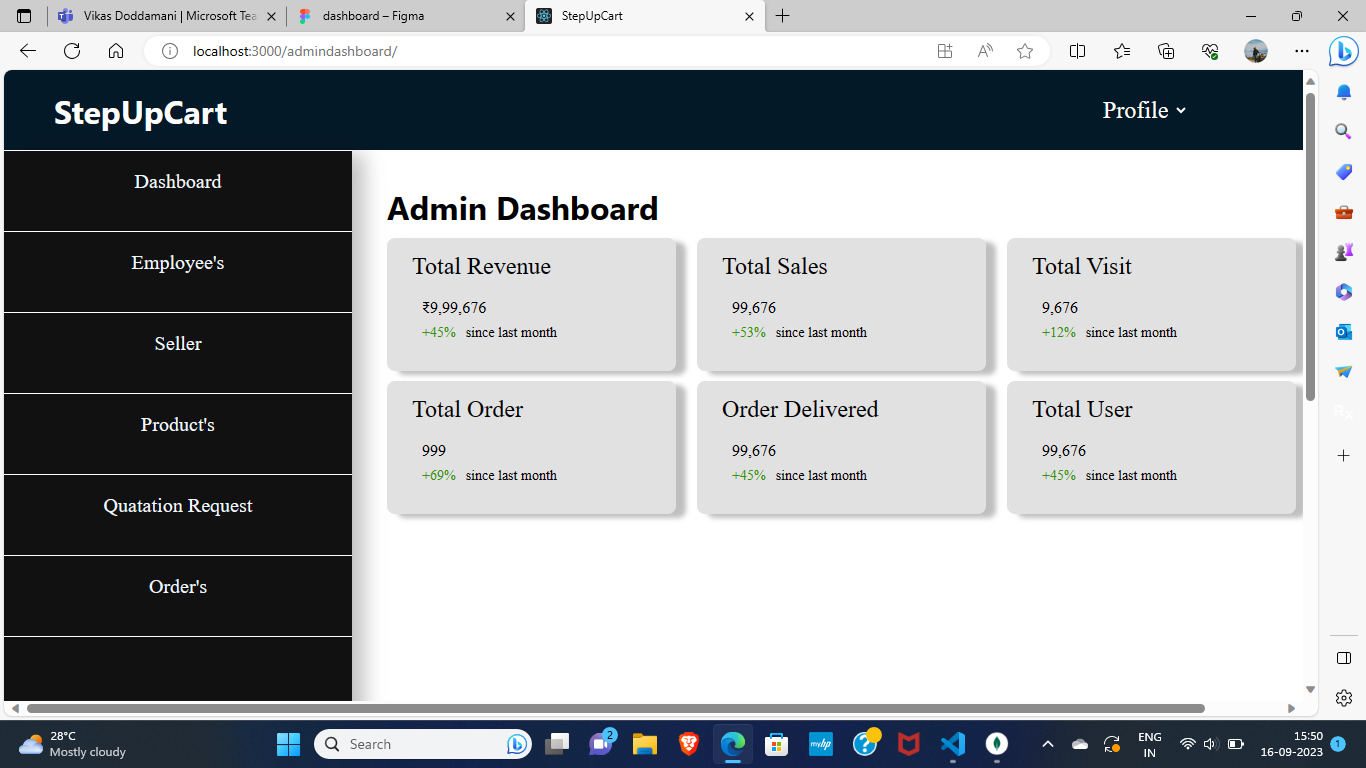 Vikas Doddamani | Microsoft Tea
dashboard – Figma
StepUpCart
localhost:3000/admindashboard/
StepUpCart
Profile
Dashboard
Employee's
Seller
Product's
Quatation Request
Order's
Admin Dashboard
Total Revenue
₹9,99,676
+45% since last month
Total Sales
99,676
+53% since last month
Total Visit
9,676
+12% since last month
Total Order
999
+69% since last month
Order Delivered
99,676
+45% since last month
Total User
99,676
+45% since last month
Rx
28°C
Mostly cloudy
Search
2
myhp
ENG
IN
15:50
16-09-2023
1